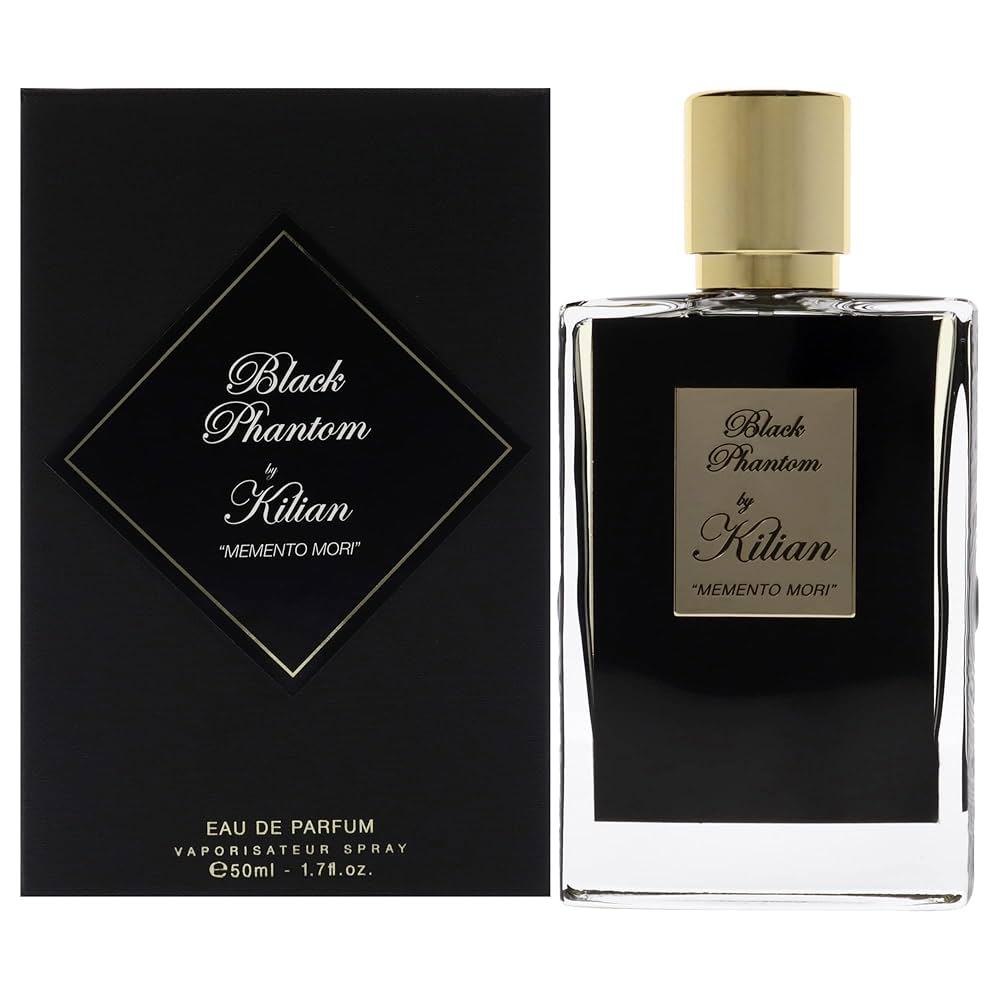 Black
Phantom
by
Kilian
“MEMENTO MORI”
EAU DE PARFUM
VAPORISATEUR SPRAY
℮50ml - 1.7fl.oz.
Black
Phantom
by
Kilian
“MEMENTO MORI”